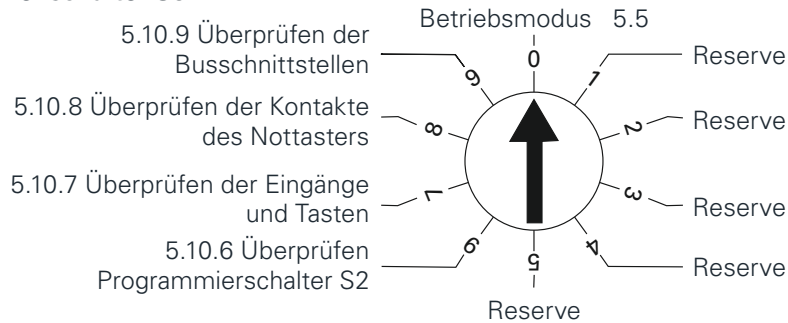 Betriebsmodus 5.5
5.10.9 Überprüfen der
Busschnittstellen
5.10.8 Überprüfen der Kontakte
des Nottasters
5.10.7 Überprüfen der Eingänge
und Tasten
5.10.6 Überprüfen
Programmierschalter S2
0
1
2
3
4
5
6
7
8
9
Reserve
Reserve
Reserve
Reserve
Reserve